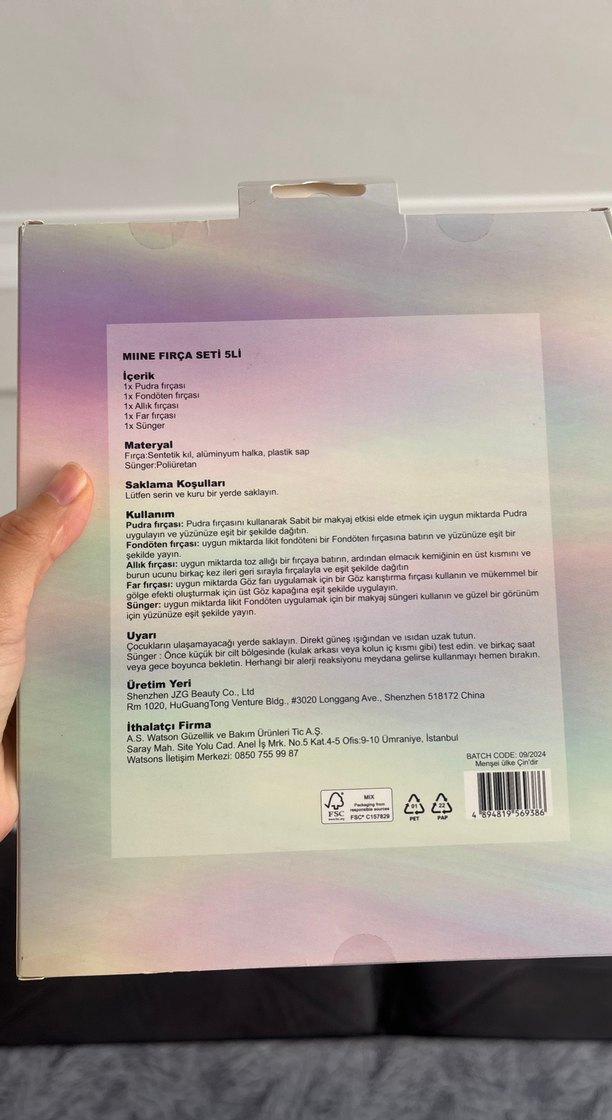 MIINE FIRÇA SETİ 5Lİ
İçerik
1x Pudra fırçası
1x Fondöten fırçası
1x Allık fırçası
1x Far fırçası
1x Sünger
Materyal
Fırça:Sentetik kıl, alüminyum halka, plastik sap
Sünger:Poliüretan
Saklama Koşulları
Lütfen serin ve kuru bir yerde saklayın.
Kullanım
Pudra fırçası: Pudra fırçasını kullanarak Sabit bir makyaj etkisi elde etmek için uygun miktarda Pudra
uygulayın ve yüzünüze eşit bir şekilde dağıtın.
Fondöten fırçası: uygun miktarda likit fondöteni bir Fondöten fırçasına batırın ve yüzünüze eşit bir
şekilde yayın.
Allık fırçası: uygun miktarda toz allığı bir fırçaya batırın, ardından elmacık kemiğinin en üst kısmını ve
burun ucunu birkaç kez ileri geri sırayla fırçalayla ve eşit şekilde dağıtın
Far fırçası: uygun miktarda Göz farı uygulamak için bir Göz karıştırma fırçası kullanın ve mükemmel bir
gölge efekti oluşturmak için üst Göz kapağına eşit şekilde uygulayın.
Sünger: uygun miktarda likit Fondöten uygulamak için bir makyaj süngeri kullanın ve güzel bir görünüm
için yüzünüze eşit şekilde yayın.
Uyarı
Çocukların ulaşamayacağı yerde saklayın. Direkt güneş ışığından ve ısıdan uzak tutun.
Sünger : Önce küçük bir cilt bölgesinde (kulak arkası veya kolun iç kısmı gibi) test edin. ve birkaç saat
veya gece boyunca bekletin. Herhangi bir alerji reaksiyonu meydana gelirse kullanmayı hemen bırakın.
Üretim Yeri
Shenzhen JZG Beauty Co., Ltd
Rm 1020, HuGuangTong Venture Bldg., #3020 Longgang Ave., Shenzhen 518172 China
İthalatçı Firma
A.S. Watson Güzellik ve Bakım Ürünleri Tic A.Ş.
Saray Mah. Site Yolu Cad. Anel İş Mrk. No.5 Kat.4-5 Ofis:9-10 Ümraniye, İstanbul
Watsons İletişim Merkezi: 0850 755 99 87
BATCH CODE: 09/2024
Menşei ülke Çin'dir
FSC
www.fsc.org
MIX
Packaging from
responsible sources
FSC® C157829
01
PET
22
PAP
4 894819 569386